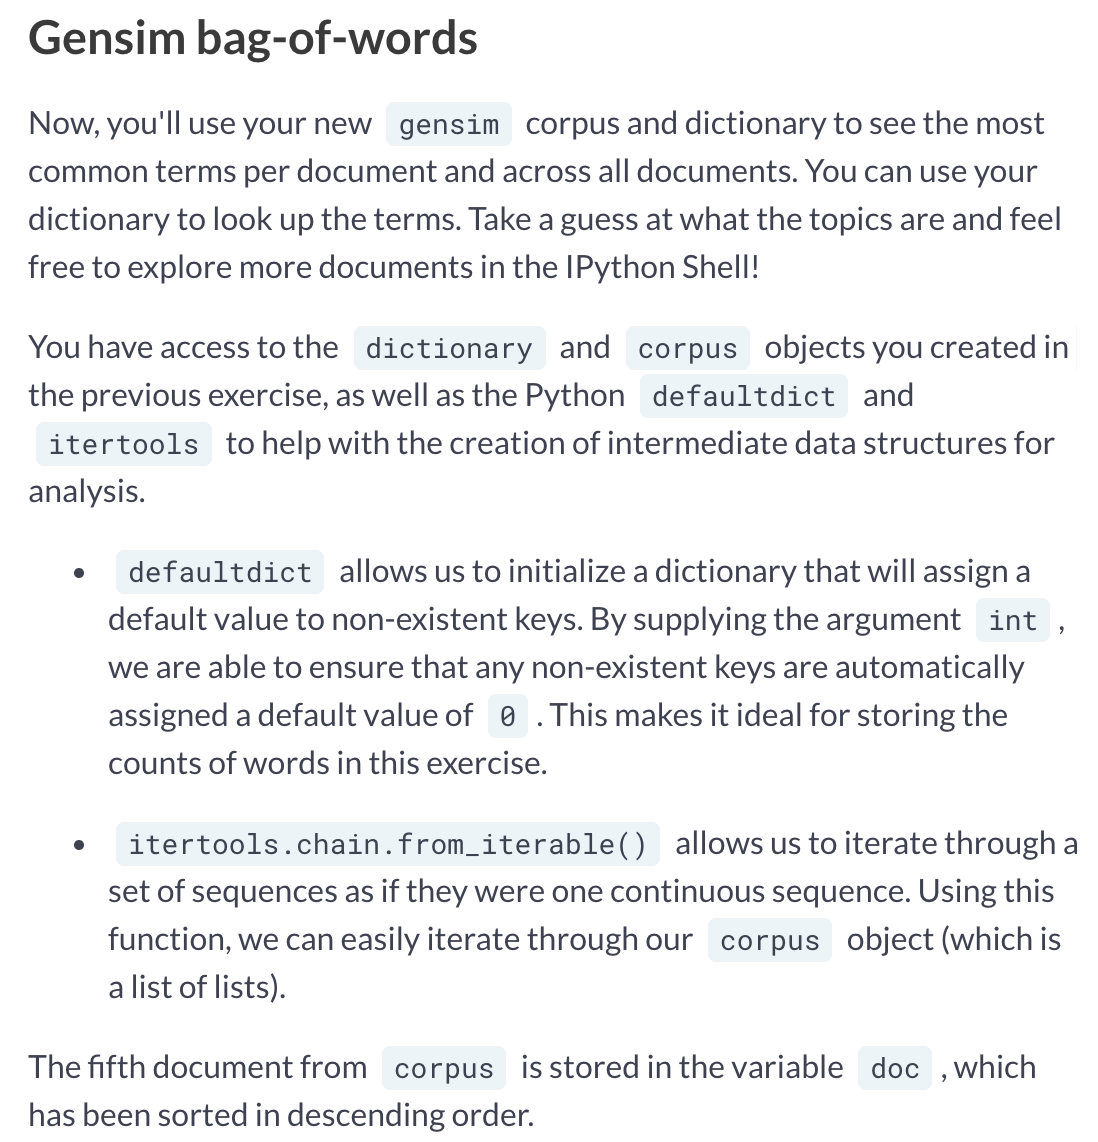 Gensim bag-of-words
Now, you'll use your new gensim corpus and dictionary to see the most
common terms per document and across all documents. You can use your
dictionary to look up the terms. Take a guess at what the topics are and feel
free to explore more documents in the IPython Shell!
You have access to the dictionary and corpus objects you created in
the previous exercise, as well as the Python defaultdict and
itertools to help with the creation of intermediate data structures for
analysis.
• defaultdict allows us to initialize a dictionary that will assign a
default value to non-existent keys. By supplying the argument int ,
we are able to ensure that any non-existent keys are automatically
assigned a default value of 0 . This makes it ideal for storing the
counts of words in this exercise.
• itertools.chain.from_iterable() allows us to iterate through a
set of sequences as if they were one continuous sequence. Using this
function, we can easily iterate through our corpus object (which is
a list of lists).
The fifth document from corpus is stored in the variable doc , which
has been sorted in descending order.